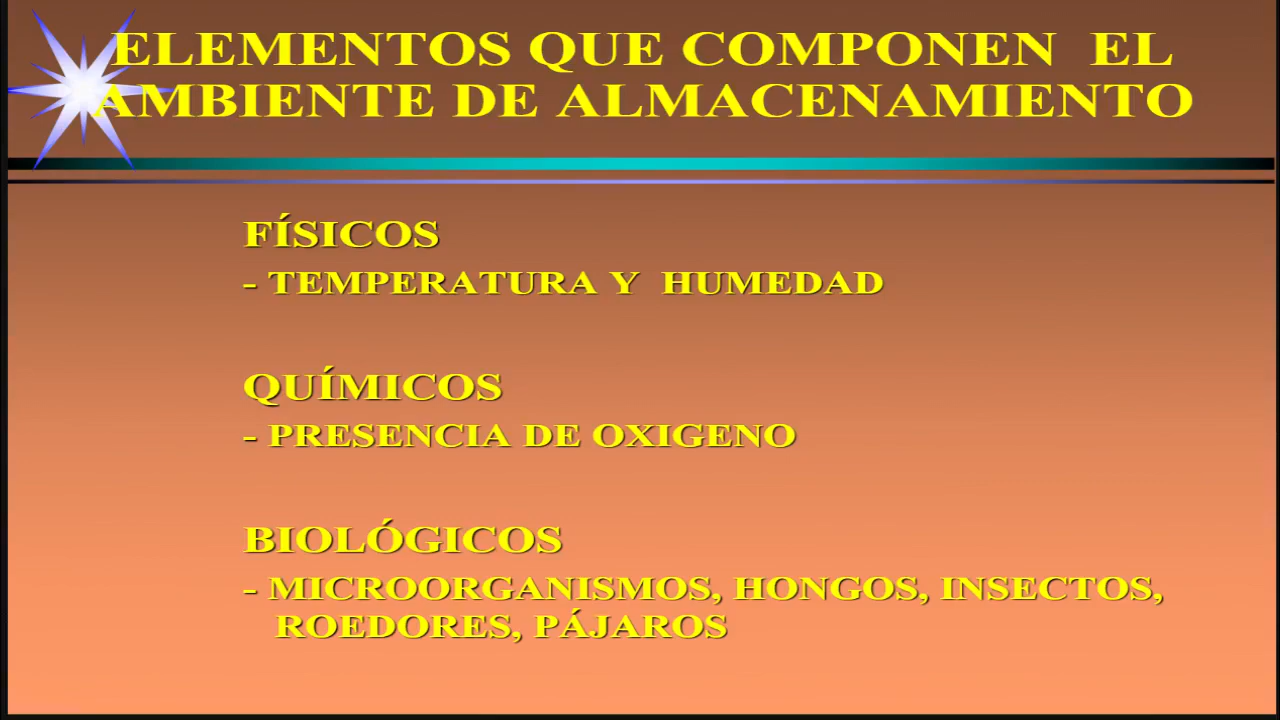 ELEMENTOS QUE COMPONEN EL
AMBIENTE DE ALMACENAMIENTO
FÍSICOS
- TEMPERATURA Y HUMEDAD
QUÍMICOS
- PRESENCIA DE OXIGENO
BIOLÓGICOS
- MICROORGANISMOS, HONGOS, INSECTOS,
ROEDORES, PÁJAROS